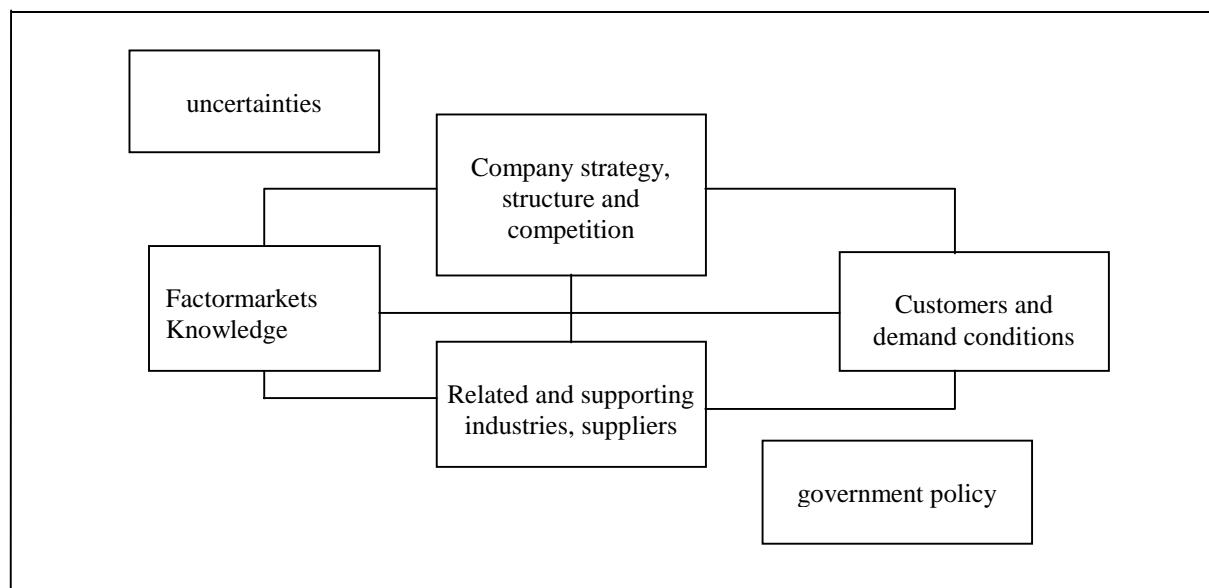 uncertainties
Company strategy,
structure and
competition
Factormarkets
Knowledge
Customers and
demand conditions
Related and supporting
industries, suppliers
government policy